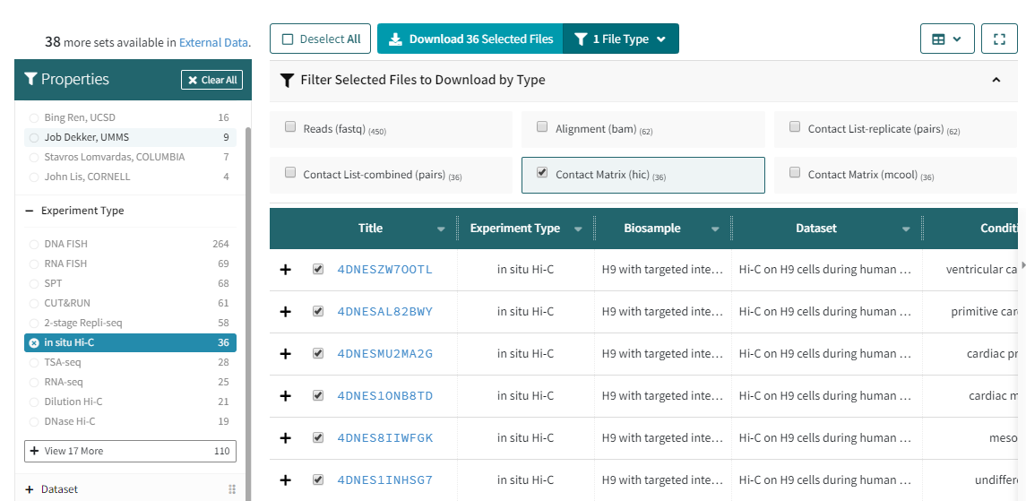 38 more sets available in External Data.
Properties
Clear All
Bing Ren, UCSD 16
Job Dekker, UMMS 9
Stavros Lomvardas, COLUMBIA 7
John Lis, CORNELL 4
Experiment Type
DNA FISH 264
RNA FISH 69
SPT 68
CUT&RUN 61
2-stage Repli-seq 58
in situ Hi-C 36
TSA-seq 28
RNA-seq 25
Dilution Hi-C 21
DNase Hi-C 19
View 17 More 110
Dataset
Deselect All
Download 36 Selected Files
1 File Type
Filter Selected Files to Download by Type
Reads (fastq) (450)
Alignment (bam) (62)
Contact List-replicate (pairs) (62)
Contact List-combined (pairs) (36)
Contact Matrix (hic) (36)
Contact Matrix (mcool) (36)
Title Experiment Type Biosample Dataset Conditi
4DNESZW7OOTL in situ Hi-C H9 with targeted inte... Hi-C on H9 cells during human ... ventricular ca
4DNESAL82BWY in situ Hi-C H9 with targeted inte... Hi-C on H9 cells during human ... primitive car
4DNESMU2MA2G in situ Hi-C H9 with targeted inte... Hi-C on H9 cells during human ... cardiac pr
4DNES1ONB8TD in situ Hi-C H9 with targeted inte... Hi-C on H9 cells during human ... cardiac m
4DNES8IIWFGK in situ Hi-C H9 with targeted inte... Hi-C on H9 cells during human ... meso
4DNES1INHSG7 in situ Hi-C H9 with targeted inte... Hi-C on H9 cells during human ... undiffere